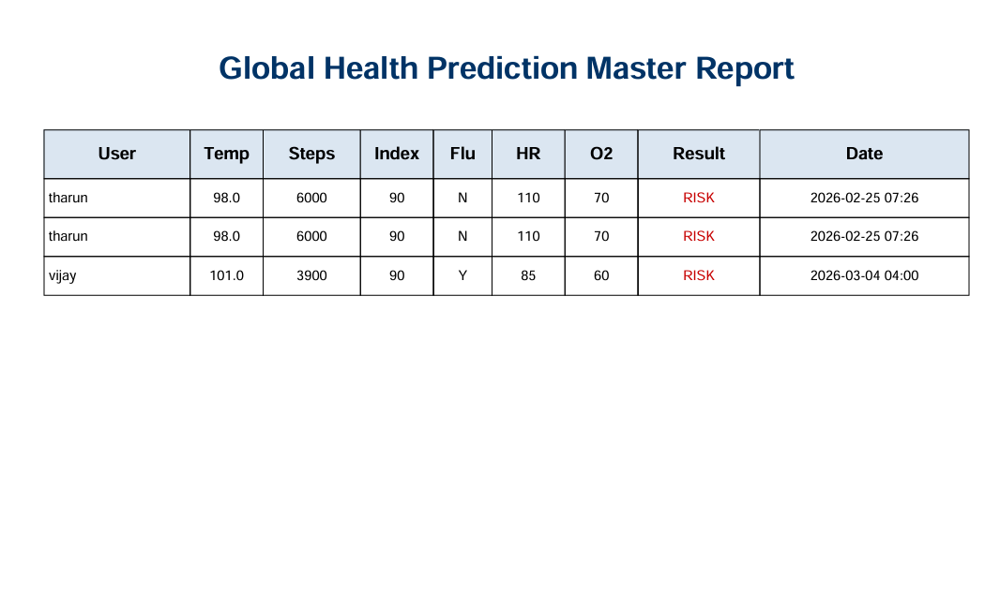 Global Health Prediction Master Report
User Temp Steps Index Flu HR O2 Result Date
tharun 98.0 6000 90 N 110 70 RISK 2026-02-25 07:26
tharun 98.0 6000 90 N 110 70 RISK 2026-02-25 07:26
vijay 101.0 3900 90 Y 85 60 RISK 2026-03-04 04:00